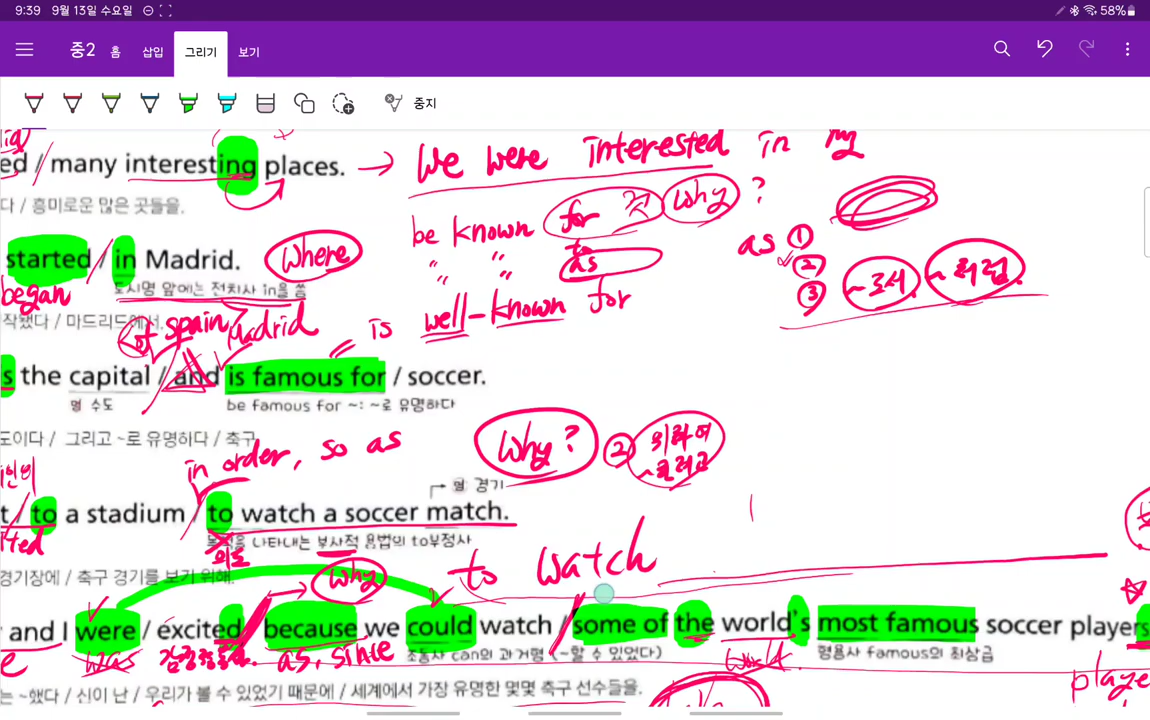 9:39 9월 13일 수요일 58%
중2 홈 삽입 그리기 보기
중지
ed / many interesting places. → We were interested in my
다 / 흥미로운 많은 곳들을.
be known for 것 why ?
started / in Madrid. where
to
" " as
as ① ② ③ ~로서 ~처럼
began 도시명 앞에는 전치사 in을 씀
작했다 / 마드리드에서.
of spain Madrid is well-known for
s the capital / and is famous for / soccer.
명 수도 be famous for ~: ~로 유명하다
도이다 / 그리고 ~로 유명하다 / 축구
in order, so as why? ② 위하여 ~하려고
명 경기
t / to a stadium / to watch a soccer match.
목적을 나타내는 부사적 용법의 to부정사
의도
경기장에 / 축구 경기를 보기 위해.
why to watch
and I were / excited / because we could watch / some of the world's most famous soccer players
was as, since 조동사 can의 과거형 (~할 수 있었다) world 형용사 famous의 최상급
는 ~했다 / 신이 난 / 우리가 볼 수 있었기 때문에 / 세계에서 가장 유명한 몇몇 축구 선수들을.
playe